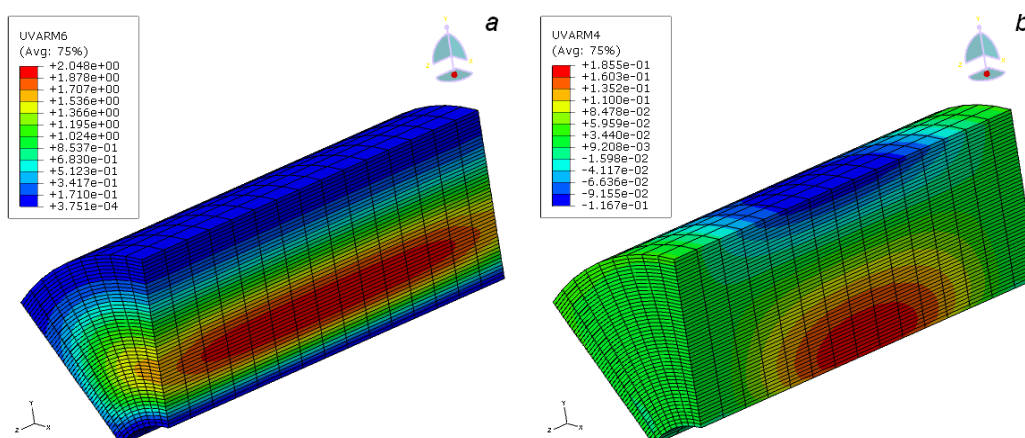 a
UVARM6
(Avg: 75%)
+2.048e+00
+1.878e+00
+1.707e+00
+1.536e+00
+1.366e+00
+1.195e+00
+1.024e+00
+8.537e-01
+6.830e-01
+5.123e-01
+3.417e-01
+1.710e-01
+3.751e-04
Y
Z
X
Y
Z
X
b
UVARM4
(Avg: 75%)
+1.855e-01
+1.603e-01
+1.352e-01
+1.100e-01
+8.478e-02
+5.959e-02
+3.440e-02
+9.208e-03
-1.598e-02
-4.117e-02
-6.636e-02
-9.155e-02
-1.167e-01
Y
Z
X
Y
Z
X